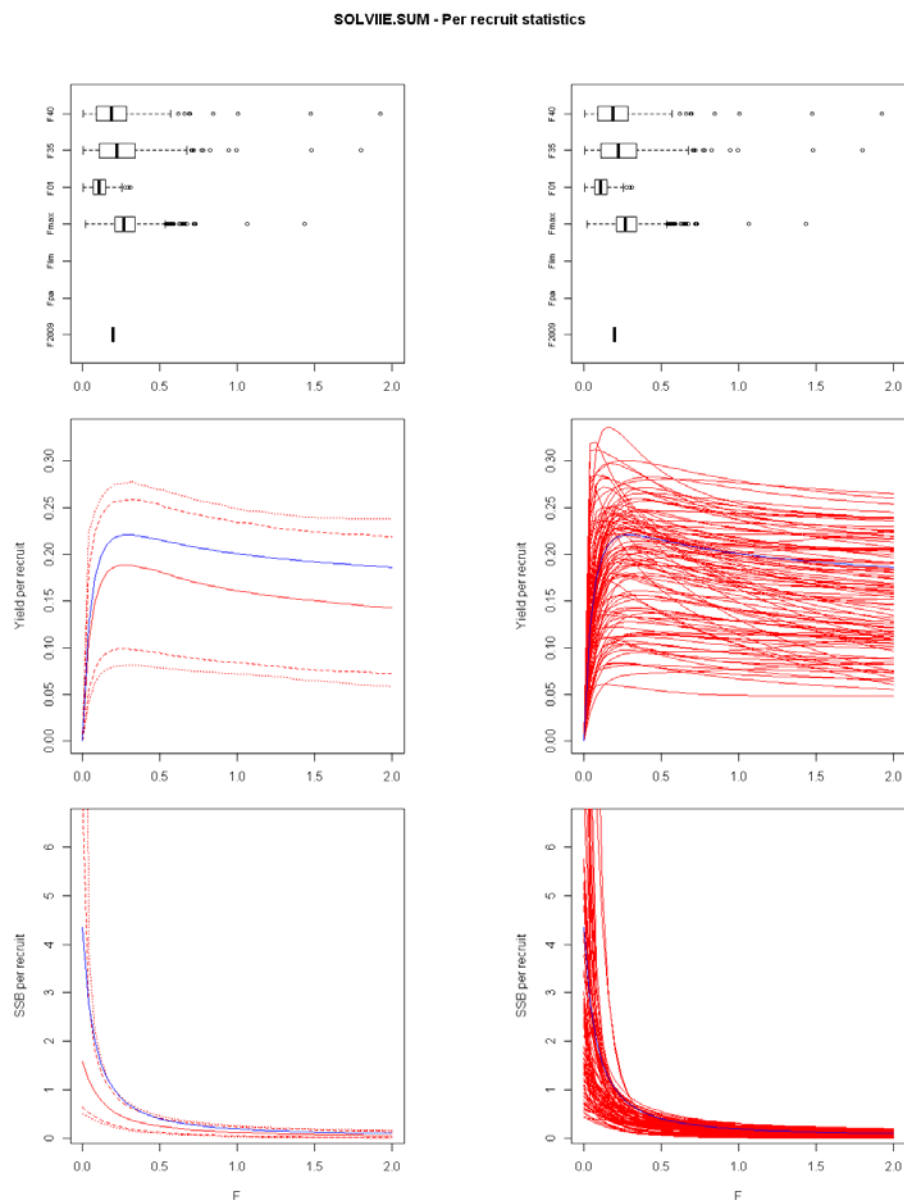 SOLVIIE.SUM - Per recruit statistics
F40
F35
F01
Fmax
Flim
Fpa
F2009
0.0 0.5 1.0 1.5 2.0
F40
F35
F01
Fmax
Flim
Fpa
F2009
0.0 0.5 1.0 1.5 2.0
Yield per recruit
0.30
0.25
0.20
0.15
0.10
0.05
0.00
0.0 0.5 1.0 1.5 2.0
Yield per recruit
0.30
0.25
0.20
0.15
0.10
0.05
0.00
0.0 0.5 1.0 1.5 2.0
SSB per recruit
6
5
4
3
2
1
0
0.0 0.5 1.0 1.5 2.0
F
SSB per recruit
6
5
4
3
2
1
0
0.0 0.5 1.0 1.5 2.0
F